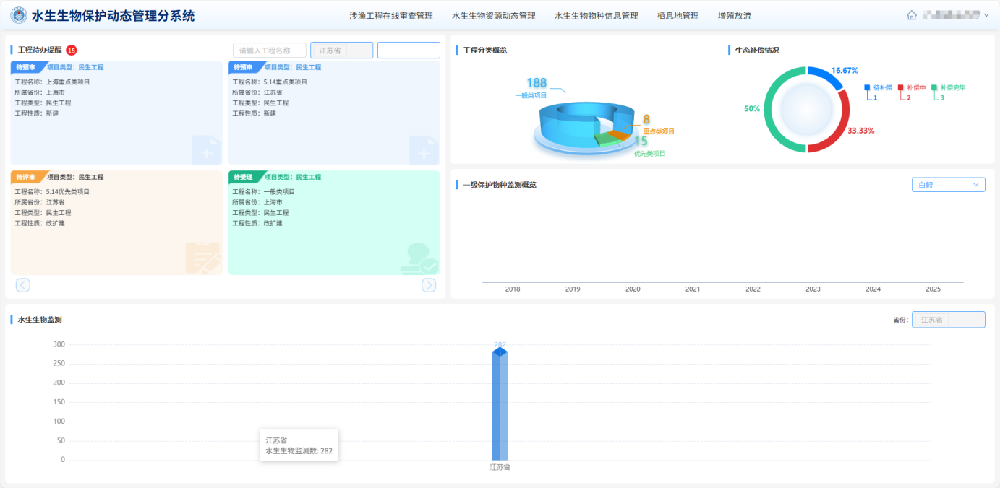 水生生物保护动态管理分系统
涉渔工程在线审查管理 水生生物资源动态管理 水生生物物种信息管理 栖息地管理 增殖放流
工程待办提醒 15
请输入工程名称 江苏省
待预审 项目类型：民生工程
工程名称：上海重点类项目
所属省份：上海市
工程类型：民生工程
工程性质：新建
待预审 项目类型：民生工程
工程名称：5.14重点类项目
所属省份：江苏省
工程类型：民生工程
工程性质：新建
待评审 项目类型：民生工程
工程名称：5.14优先类项目
所属省份：江苏省
工程类型：民生工程
工程性质：改扩建
待受理 项目类型：民生工程
工程名称：一般类项目
所属省份：上海市
工程类型：民生工程
工程性质：改扩建
工程分类概览
188
一般类项目
8
重点类项目
15
优先类项目
生态补偿情况
16.67%
50%
33.33%
待补偿 补偿中 补偿完毕
1 2 3
一级保护物种监测概览
白鲟
2018 2019 2020 2021 2022 2023 2024 2025
水生生物监测
省份： 江苏省
300
250
200
150
100
50
0
282
江苏省
水生生物监测数: 282
江苏省